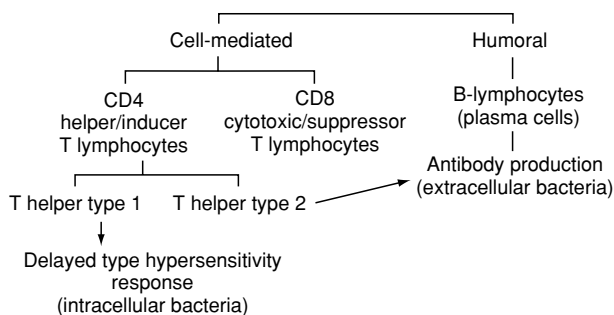 Cell-mediated
Humoral
CD4
helper/inducer
T lymphocytes
CD8
cytotoxic/suppressor
T lymphocytes
B-lymphocytes
(plasma cells)
Antibody production
(extracellular bacteria)
T helper type 1
T helper type 2
Delayed type hypersensitivity
response
(intracellular bacteria)